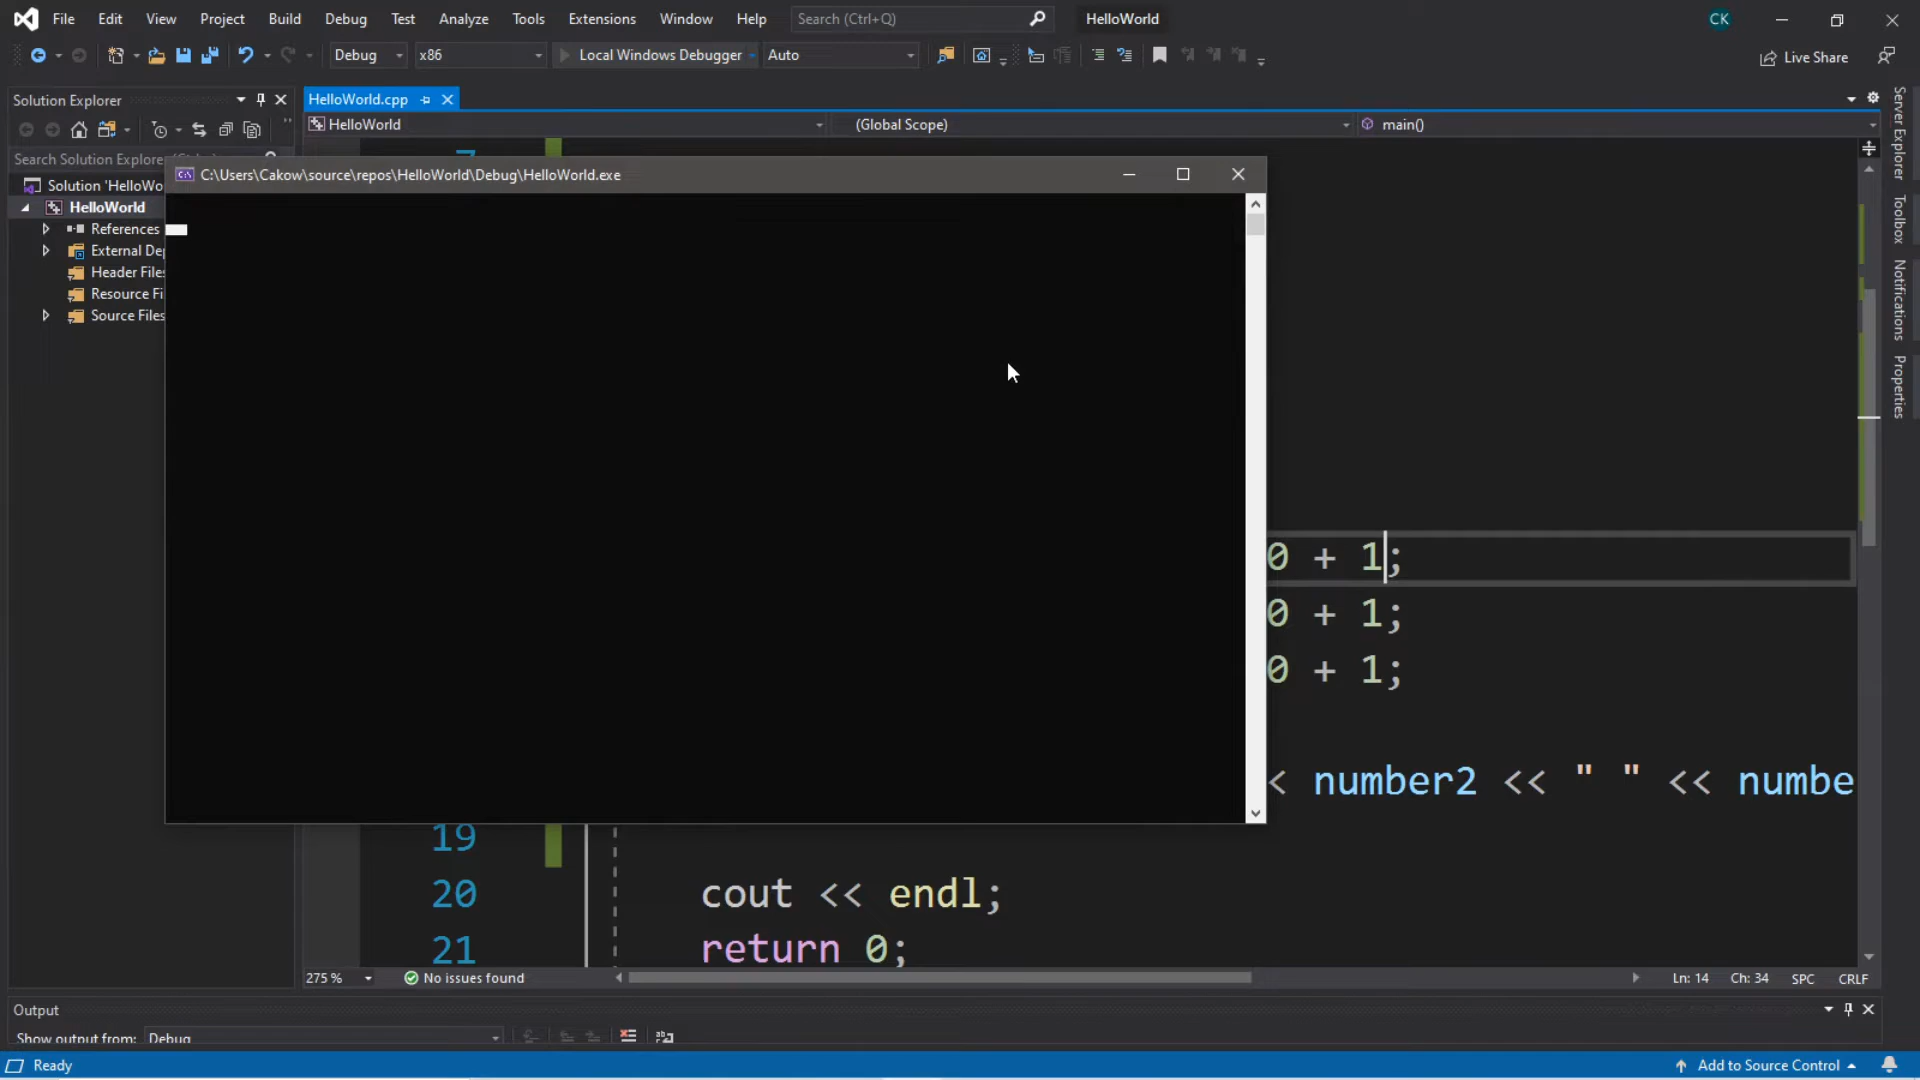 File Edit View Project Build Debug Test Analyze Tools Extensions Window Help Search (Ctrl+Q) HelloWorld CK
Debug x86 Local Windows Debugger Auto Live Share
Solution Explorer
HelloWorld.cpp
HelloWorld (Global Scope) main()
Search Solution Explorer
Solution 'HelloWo
HelloWorld
References
External De
Header Files
Resource Fi
Source Files
C:\Users\Cakow\source\repos\HelloWorld\Debug\HelloWorld.exe
0 + 1;
0 + 1;
0 + 1;
< number2 << " " << numbe
19
20 cout << endl;
21 return 0;
275 % No issues found Ln: 14 Ch: 34 SPC CRLF
Output
Show output from: Debug
Ready Add to Source Control
Server Explorer
Toolbox
Notifications
Properties